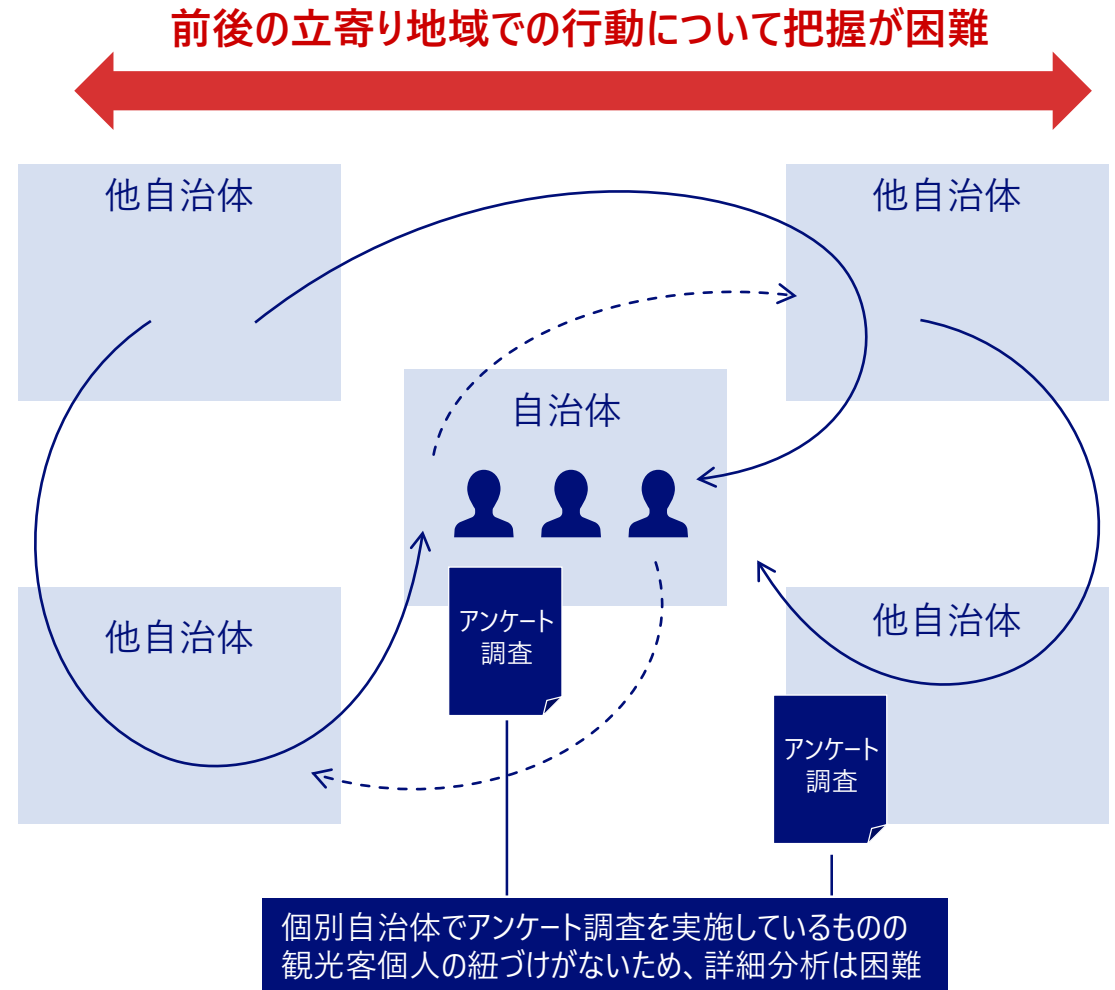 前後の立寄り地域での行動について把握が困難
他自治体
他自治体
自治体
アンケート
調査
他自治体
他自治体
アンケート
調査
個別自治体でアンケート調査を実施しているものの
観光客個人の紐づけがないため、詳細分析は困難